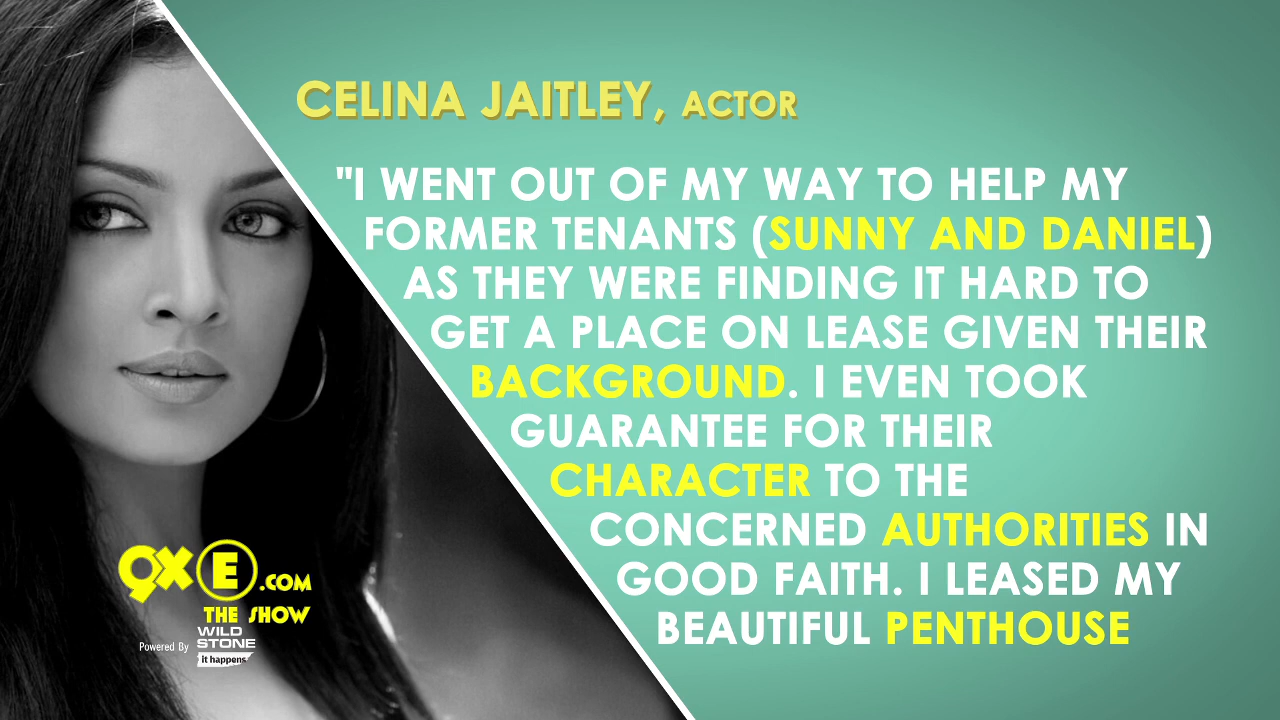 CELINA JAITLEY, ACTOR
"I WENT OUT OF MY WAY TO HELP MY
FORMER TENANTS (SUNNY AND DANIEL)
AS THEY WERE FINDING IT HARD TO
GET A PLACE ON LEASE GIVEN THEIR
BACKGROUND. I EVEN TOOK
GUARANTEE FOR THEIR
CHARACTER TO THE
CONCERNED AUTHORITIES IN
GOOD FAITH. I LEASED MY
BEAUTIFUL PENTHOUSE
9X E .COM
THE SHOW
Powered By WILD STONE
it happens